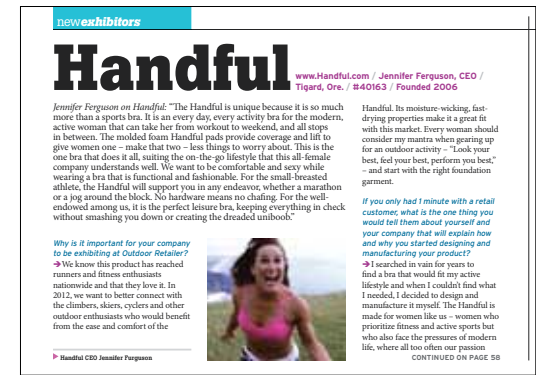 newexhibitors
Handful
www.Handful.com / Jennifer Ferguson, CEO /
Tigard, Ore. / #40163 / Founded 2006
Jennifer Ferguson on Handful: “The Handful is unique because it is so much
more than a sports bra. It is an every day, every activity bra for the modern,
active woman that can take her from workout to weekend, and all stops
in between. The molded foam Handful pads provide coverage and lift to
give women one – make that two – less things to worry about. This is the
one bra that does it all, suiting the on-the-go lifestyle that this all-female
company understands well. We want to be comfortable and sexy while
wearing a bra that is functional and fashionable. For the small-breasted
athlete, the Handful will support you in any endeavor, whether a marathon
or a jog around the block. No hardware means no chafing. For the well-
endowed among us, it is the perfect leisure bra, keeping everything in check
without smashing you down or creating the dreaded uniboob.”
Why is it important for your company
to be exhibiting at Outdoor Retailer?
➔We know this product has reached
runners and fitness enthusiasts
nationwide and that they love it. In
2012, we want to better connect with
the climbers, skiers, cyclers and other
outdoor enthusiasts who would benefit
from the ease and comfort of the
Handful CEO Jennifer Furguson
Handful. Its moisture-wicking, fast-
drying properties make it a great fit
with this market. Every woman should
consider my mantra when gearing up
for an outdoor activity – “Look your
best, feel your best, perform you best,”
– and start with the right foundation
garment.
If you only had 1 minute with a retail
customer, what is the one thing you
would tell them about yourself and
your company that will explain how
and why you started designing and
manufacturing your product?
➔I searched in vain for years to
find a bra that would fit my active
lifestyle and when I couldn’t find what
I needed, I decided to design and
manufacture it myself. The Handful is
made for women like us – women who
prioritize fitness and active sports but
who also face the pressures of modern
life, where all too often our passion
CONTINUED ON PAGE 58